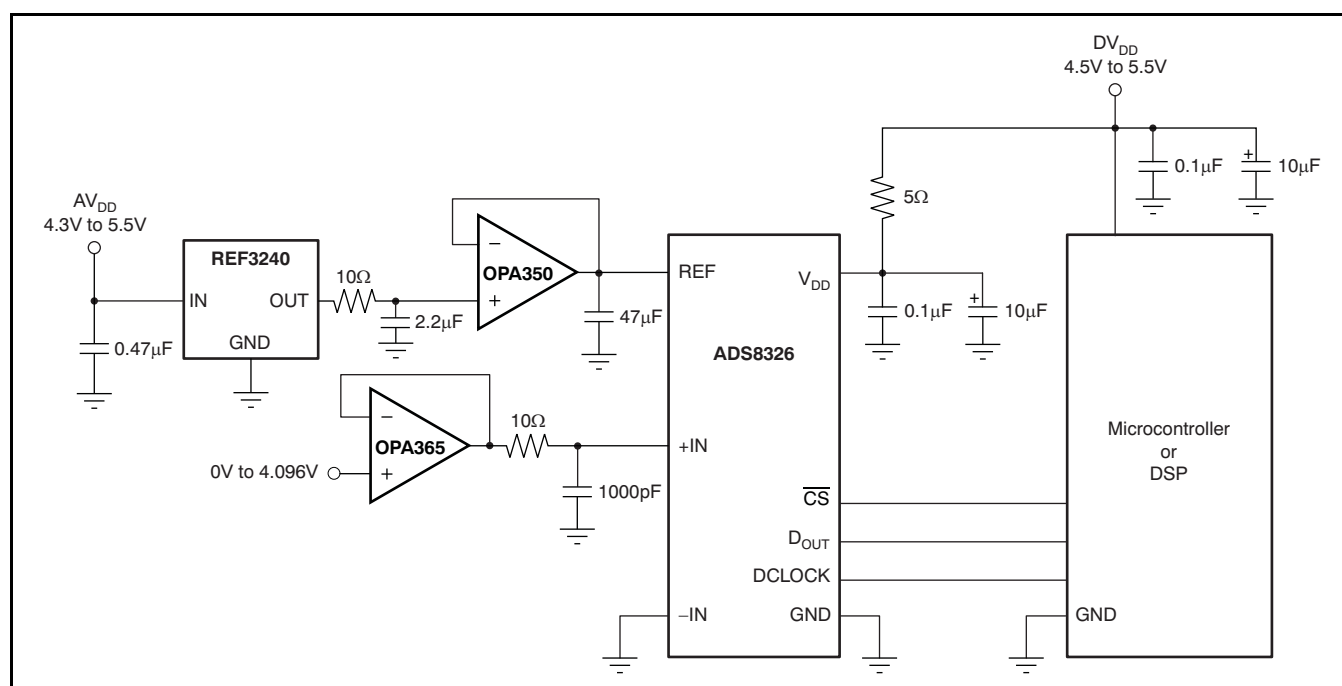 DV_DD
4.5V to 5.5V
0.1μF
10μF
5Ω
AV_DD
4.3V to 5.5V
REF3240
IN
OUT
GND
0.47μF
10Ω
2.2μF
−
+
OPA350
47μF
REF
V_DD
0.1μF
10μF
ADS8326
−
+
OPA365
0V to 4.096V
10Ω
1000pF
+IN
C̅S̅
D_OUT
DCLOCK
−IN
GND
Microcontroller
or
DSP
GND
+
+